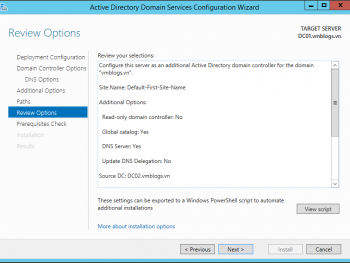 Active Directory Domain Services Configuration Wizard
Review Options
TARGET SERVER
DC01.vmblogs.vn
Deployment Configuration
Domain Controller Options
DNS Options
Additional Options
Paths
Review Options
Prerequisites Check
Installation
Results
Review your selections:
Configure this server as an additional Active Directory domain controller for the domain
"vmblogs.vn".
Site Name: Default-First-Site-Name
Additional Options:
Read-only domain controller: No
Global catalog: Yes
DNS Server: Yes
Update DNS Delegation: No
Source DC: DC02.vmblogs.vn
These settings can be exported to a Windows PowerShell script to automate
additional installations
View script
More about installation options
< Previous
Next >
Install
Cancel